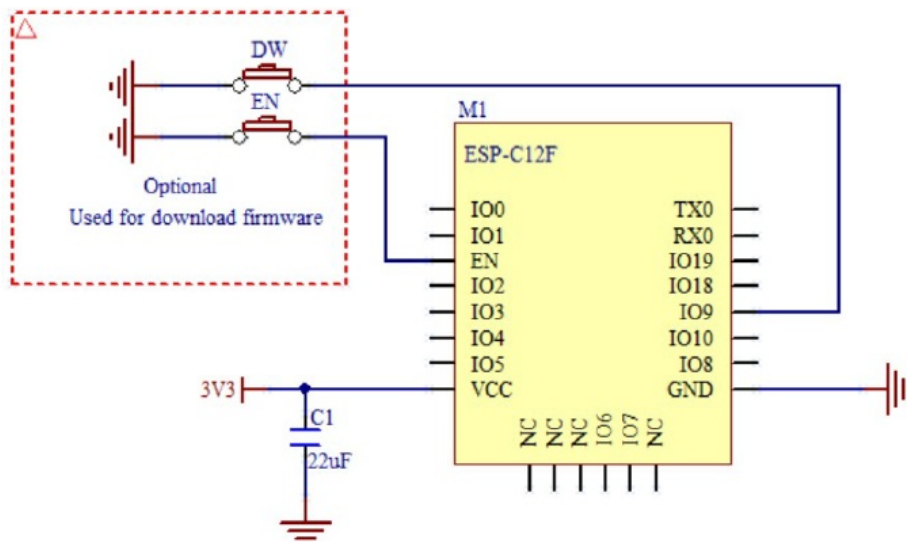 DW
EN
Optional
Used for download firmware
M1
ESP-C12F
IO0 TX0
IO1 RX0
EN IO19
IO2 IO18
IO3 IO9
IO4 IO10
IO5 IO8
VCC GND
3V3
C1
22uF
NC NC NC IO6 IO7 NC